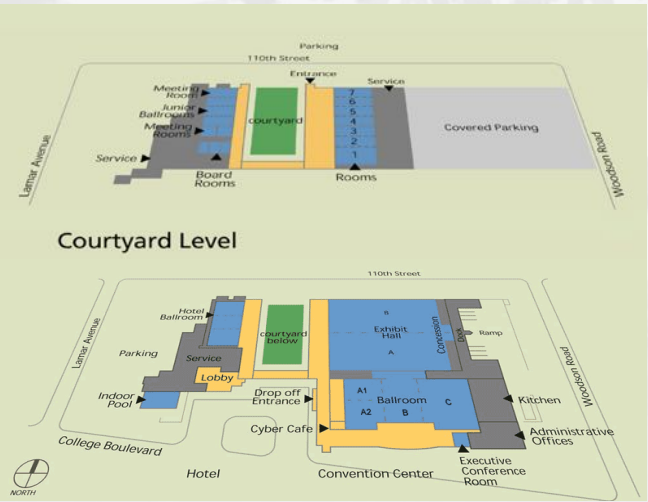 Parking
110th Street
Entrance
Service
Meeting
Room
Junior
Ballrooms
Meeting
Rooms
Service
Board
Rooms
courtyard
7
6
5
4
3
2
1
Rooms
Covered Parking
Lamar Avenue
Woodson Road
Courtyard Level
110th Street
Lamar Avenue
Hotel
Ballroom
Parking
Service
Lobby
Indoor
Pool
courtyard
below
Drop off
Entrance
Cyber Cafe
B
Exhibit
Hall
A
Concession
Dock
Ramp
A1
A2
Ballroom
B
C
Kitchen
Administrative
Offices
Executive
Conference
Room
Woodson Road
College Boulevard
Hotel
Convention Center
NORTH